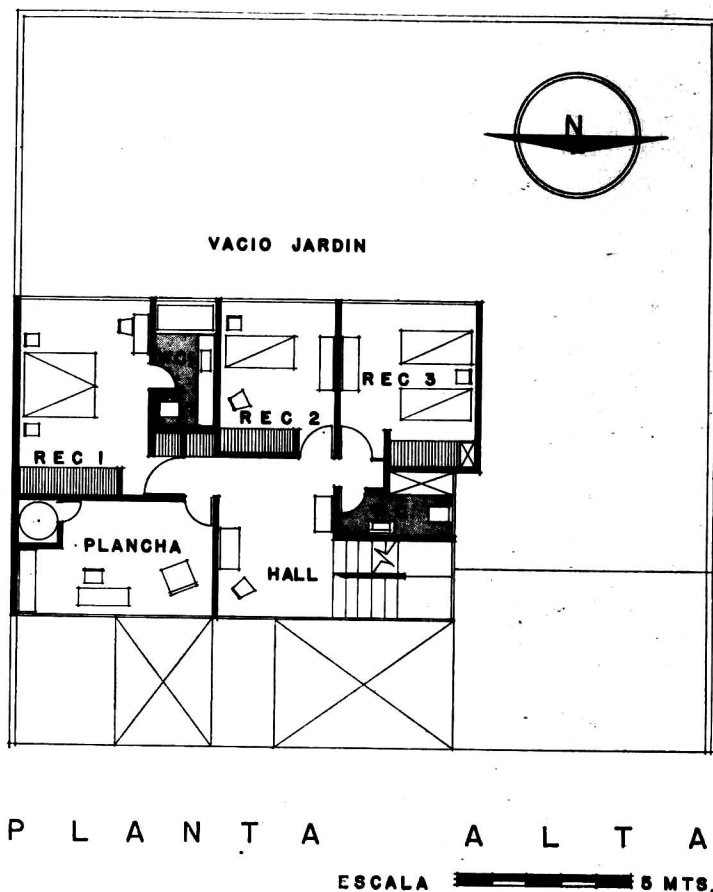 N
VACIO JARDIN
REC 3
REC 2
REC 1
PLANCHA
HALL
PLANTA ALTA
ESCALA 5 MTS.